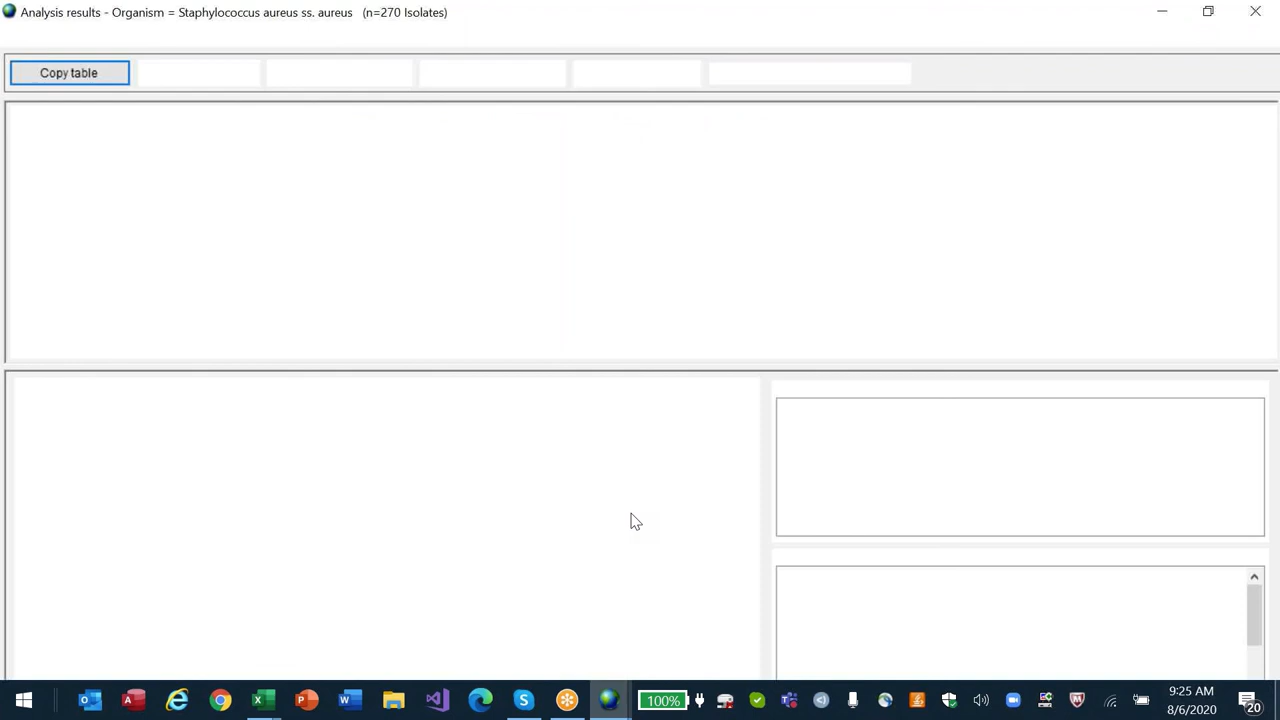 Analysis results - Organism = Staphylococcus aureus ss. aureus   (n=270 Isolates)
Copy table
100%
9:25 AM
8/6/2020
20